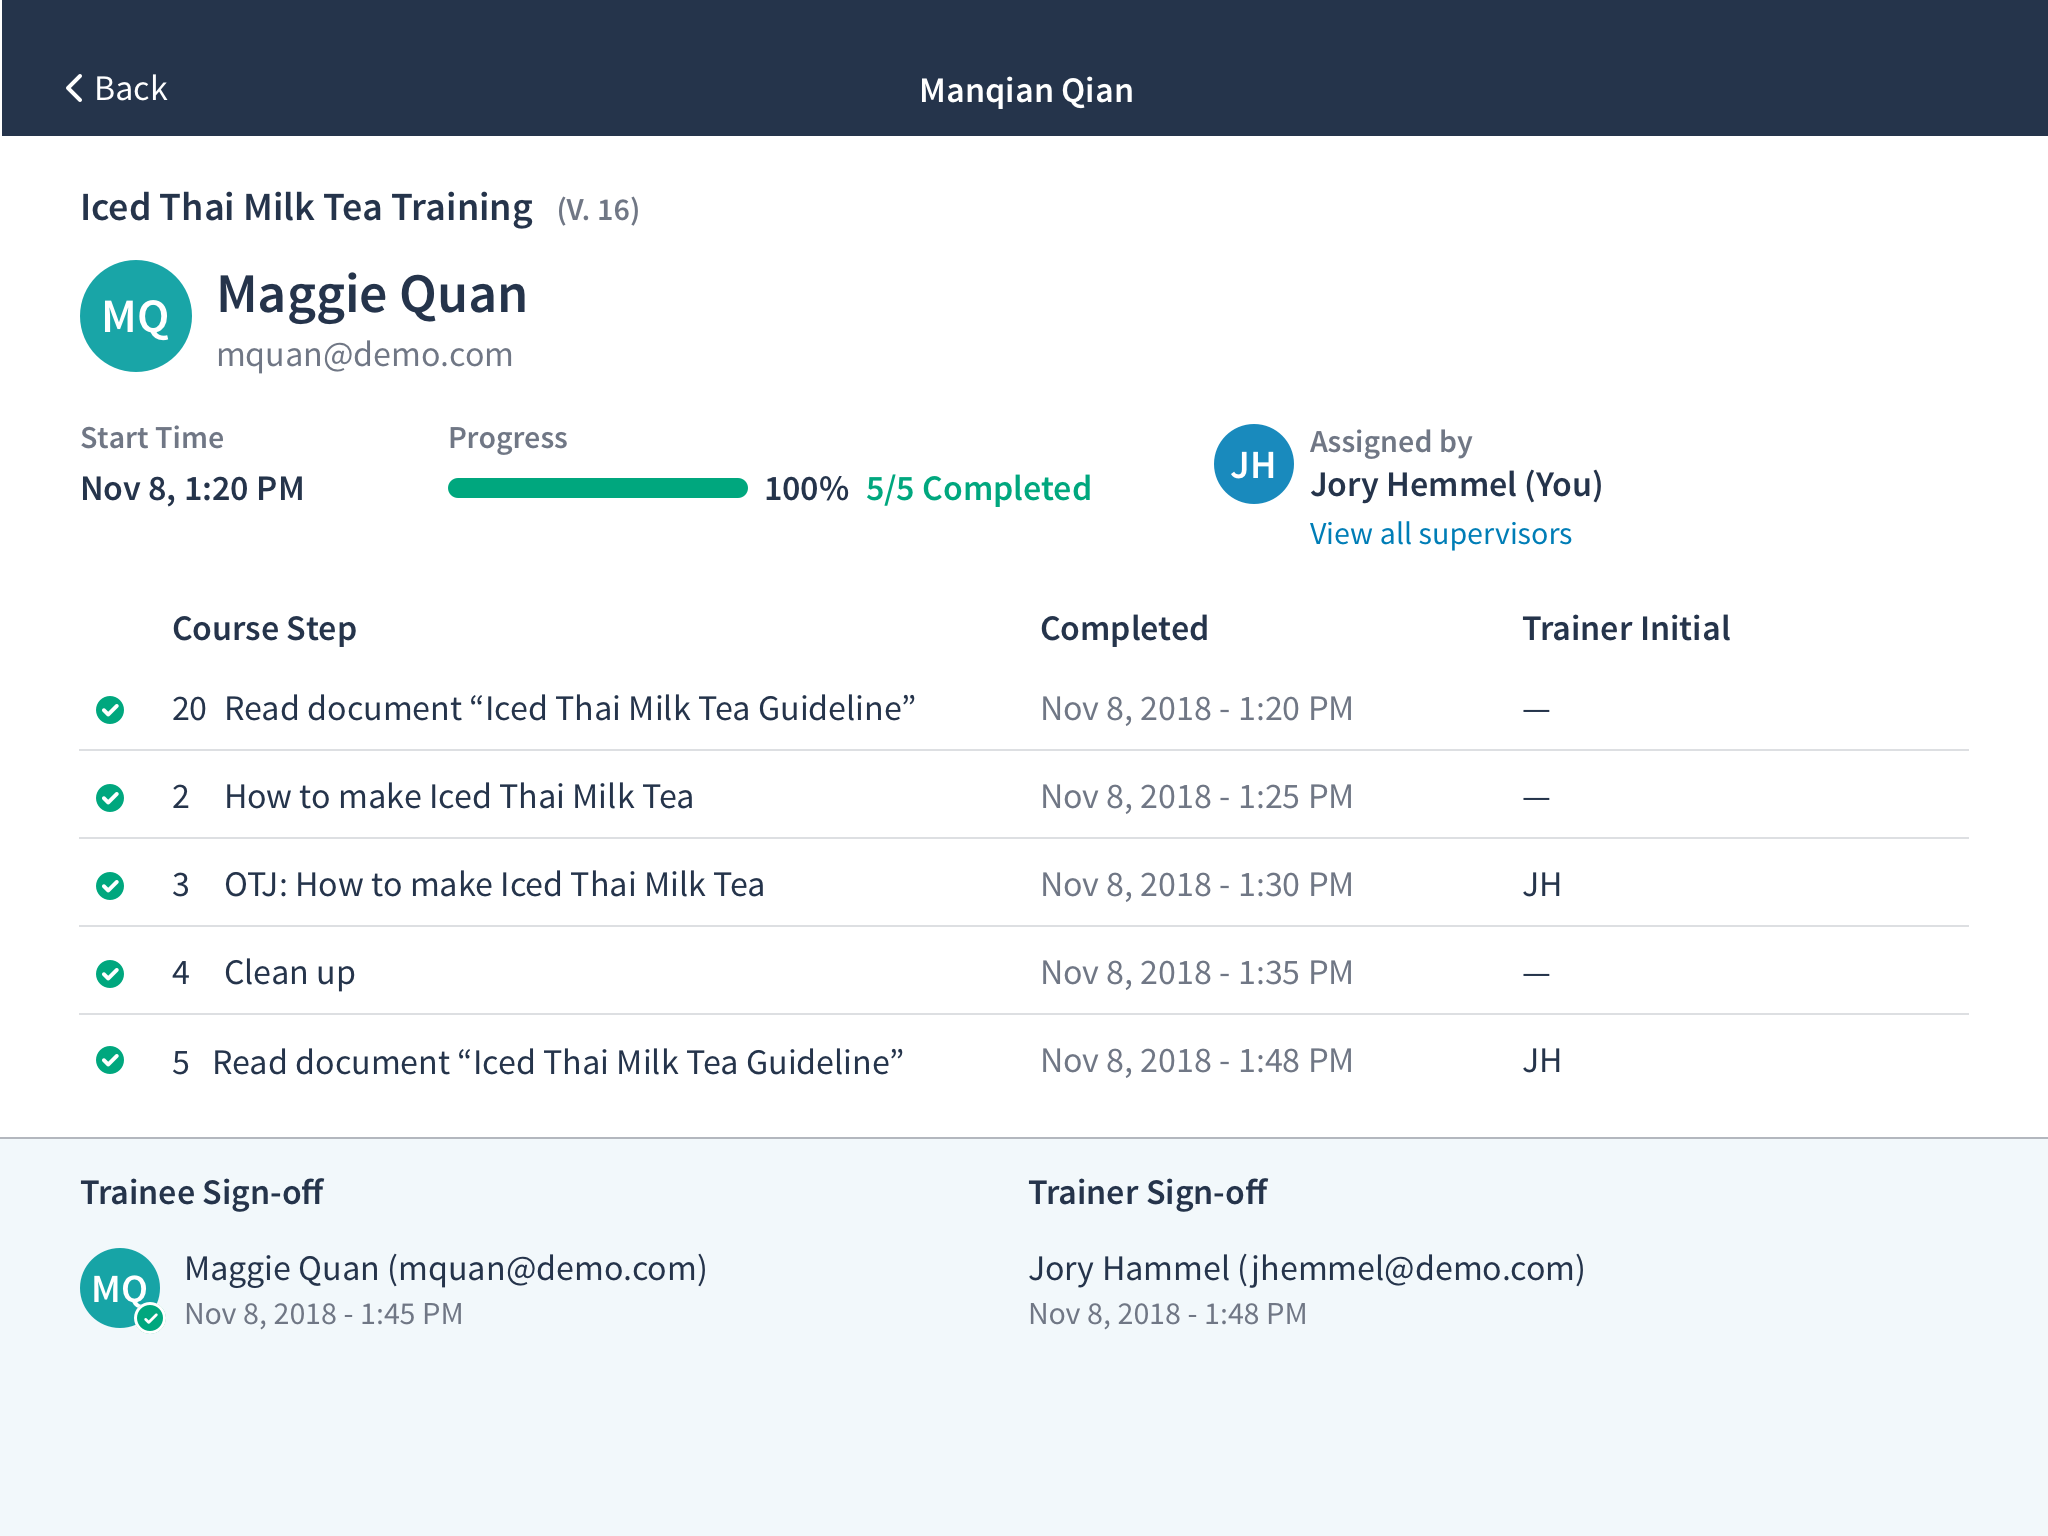 Back
Manqian Qian
Iced Thai Milk Tea Training (V. 16)
MQ
Maggie Quan
mquan@demo.com
Start Time
Nov 8, 1:20 PM
Progress
100% 5/5 Completed
JH
Assigned by
Jory Hemmel (You)
View all supervisors
Course Step Completed Trainer Initial
20 Read document “Iced Thai Milk Tea Guideline” Nov 8, 2018 - 1:20 PM —
2 How to make Iced Thai Milk Tea Nov 8, 2018 - 1:25 PM —
3 OTJ: How to make Iced Thai Milk Tea Nov 8, 2018 - 1:30 PM JH
4 Clean up Nov 8, 2018 - 1:35 PM —
5 Read document “Iced Thai Milk Tea Guideline” Nov 8, 2018 - 1:48 PM JH
Trainee Sign-off
MQ
Maggie Quan (mquan@demo.com)
Nov 8, 2018 - 1:45 PM
Trainer Sign-off
Jory Hammel (jhemmel@demo.com)
Nov 8, 2018 - 1:48 PM